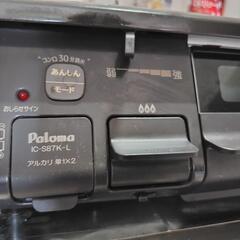 コンロ30分消火
あんしん
モード
弱 強
おしらせサイン
Paloma
IC-S87K-L
アルカリ 単1×2